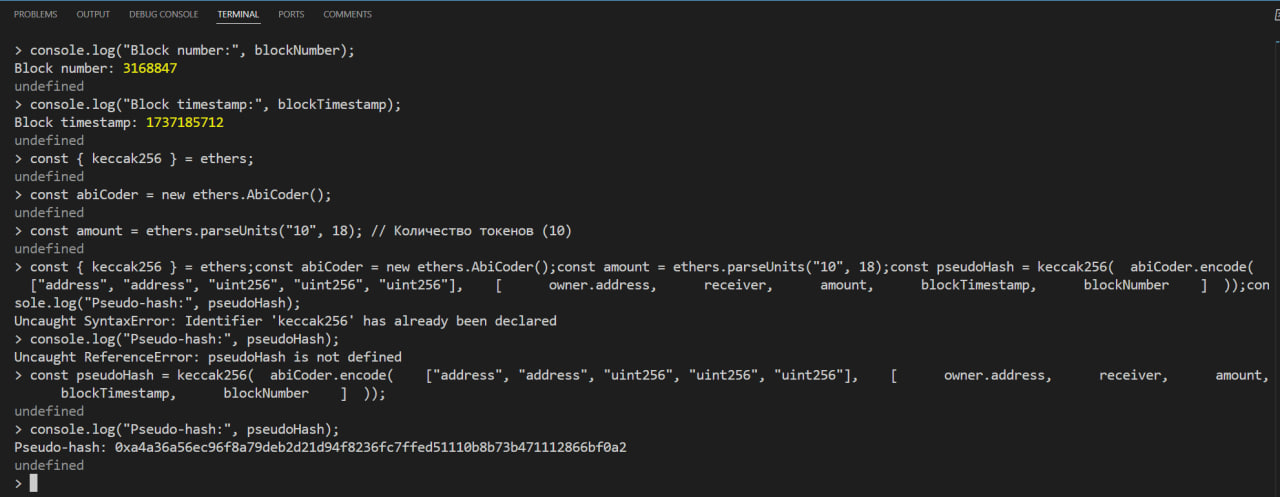 PROBLEMS OUTPUT DEBUG CONSOLE TERMINAL PORTS COMMENTS
> console.log("Block number:", blockNumber);
Block number: 3168847
undefined
> console.log("Block timestamp:", blockTimestamp);
Block timestamp: 1737185712
undefined
> const { keccak256 } = ethers;
undefined
> const abiCoder = new ethers.AbiCoder();
undefined
> const amount = ethers.parseUnits("10", 18); // Количество токенов (10)
undefined
> const { keccak256 } = ethers;const abiCoder = new ethers.AbiCoder();const amount = ethers.parseUnits("10", 18);const pseudoHash = keccak256(  abiCoder.encode(
["address", "address", "uint256", "uint256", "uint256"],    [      owner.address,      receiver,      amount,      blockTimestamp,      blockNumber    ]  ));con
sole.log("Pseudo-hash:", pseudoHash);
Uncaught SyntaxError: Identifier 'keccak256' has already been declared
> console.log("Pseudo-hash:", pseudoHash);
Uncaught ReferenceError: pseudoHash is not defined
> const pseudoHash = keccak256(  abiCoder.encode(    ["address", "address", "uint256", "uint256", "uint256"],    [      owner.address,      receiver,      amount,
blockTimestamp,      blockNumber    ]  ));
undefined
> console.log("Pseudo-hash:", pseudoHash);
Pseudo-hash: 0xa4a36a56ec96f8a79deb2d21d94f8236fc7ffed51110b8b73b471112866bf0a2
undefined
>